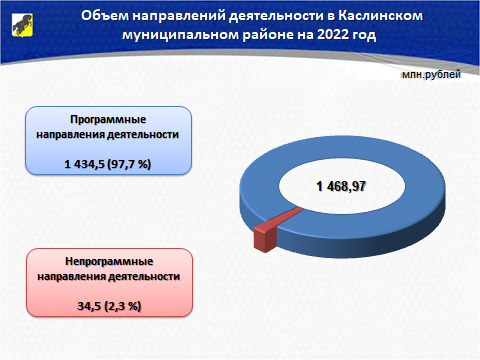 Объем направлений деятельности в Каслинском
муниципальном районе на 2022 год
млн.рублей
Программные
направления деятельности
1 434,5 (97,7 %)
1 468,97
Непрограммные
направления деятельности
34,5 (2,3 %)